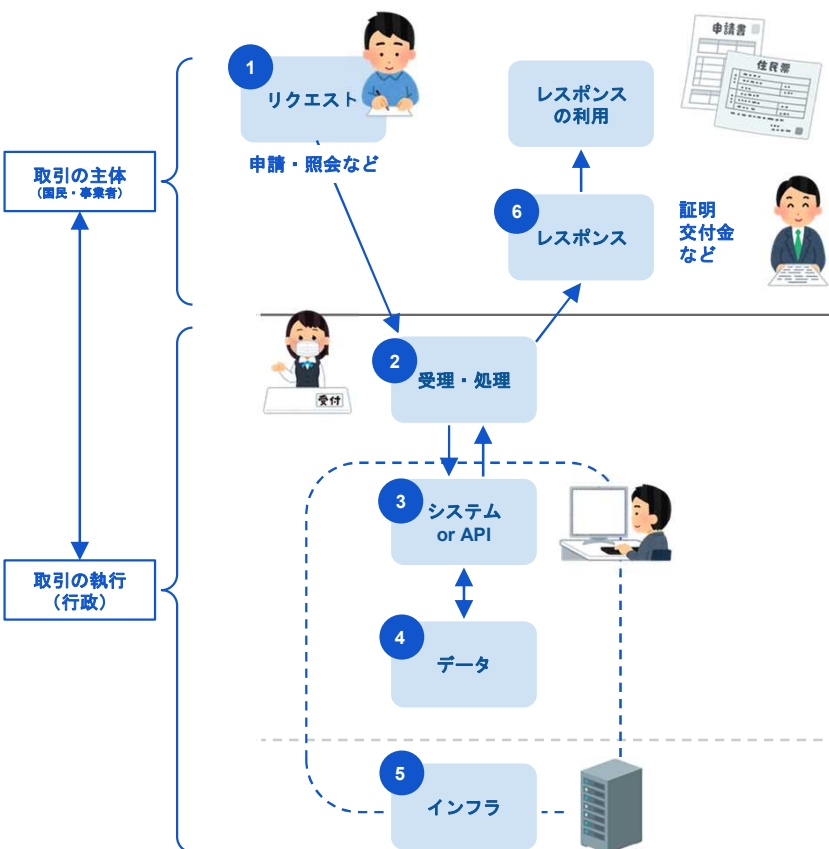 1
リクエスト
申請・照会など
申請書
住民票
レスポンス
の利用
6
レスポンス
証明
交付金
など
取引の主体
(国民・事業者)
受付
2
受理・処理
3
システム
or API
取引の執行
(行政)
4
データ
5
インフラ